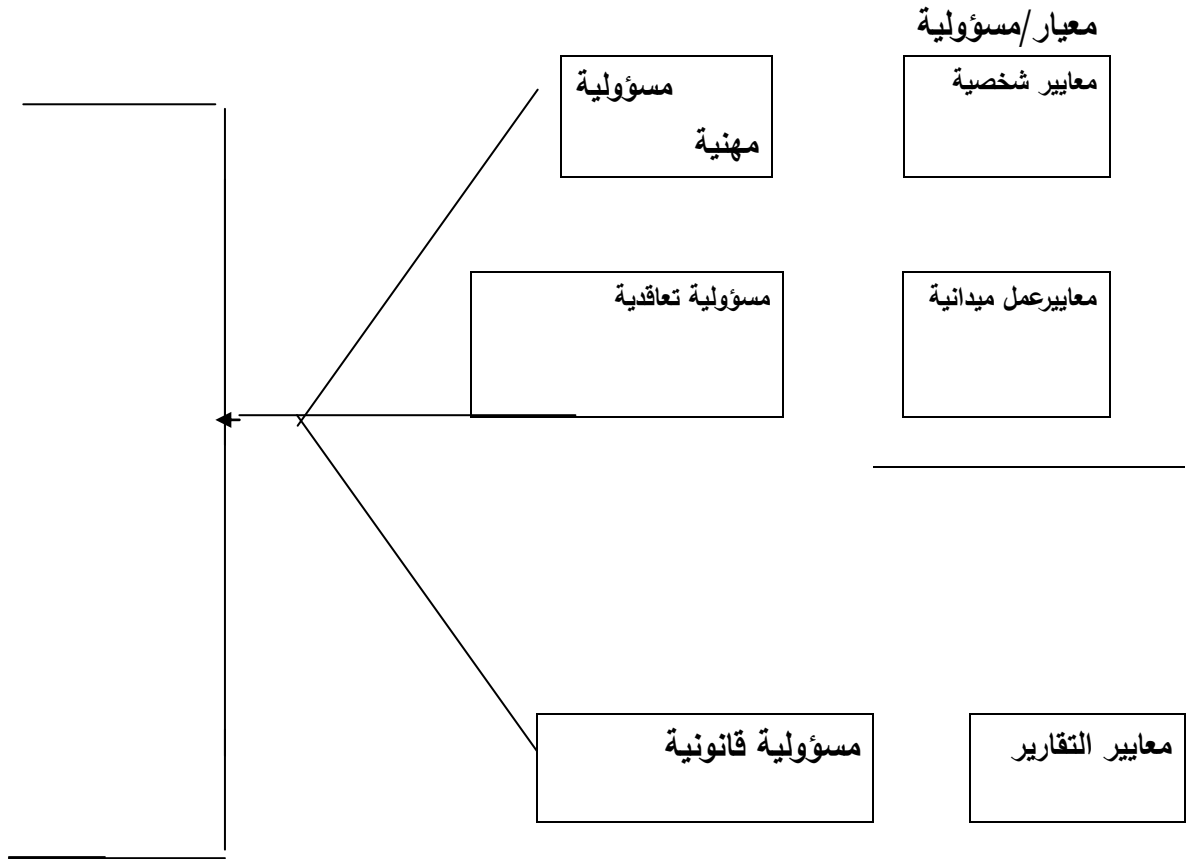 معيار/مسؤولية
معايير شخصية
مسؤولية
مهنية
معاييرعمل ميدانية
مسؤولية تعاقدية
معايير التقارير
مسؤولية قانونية